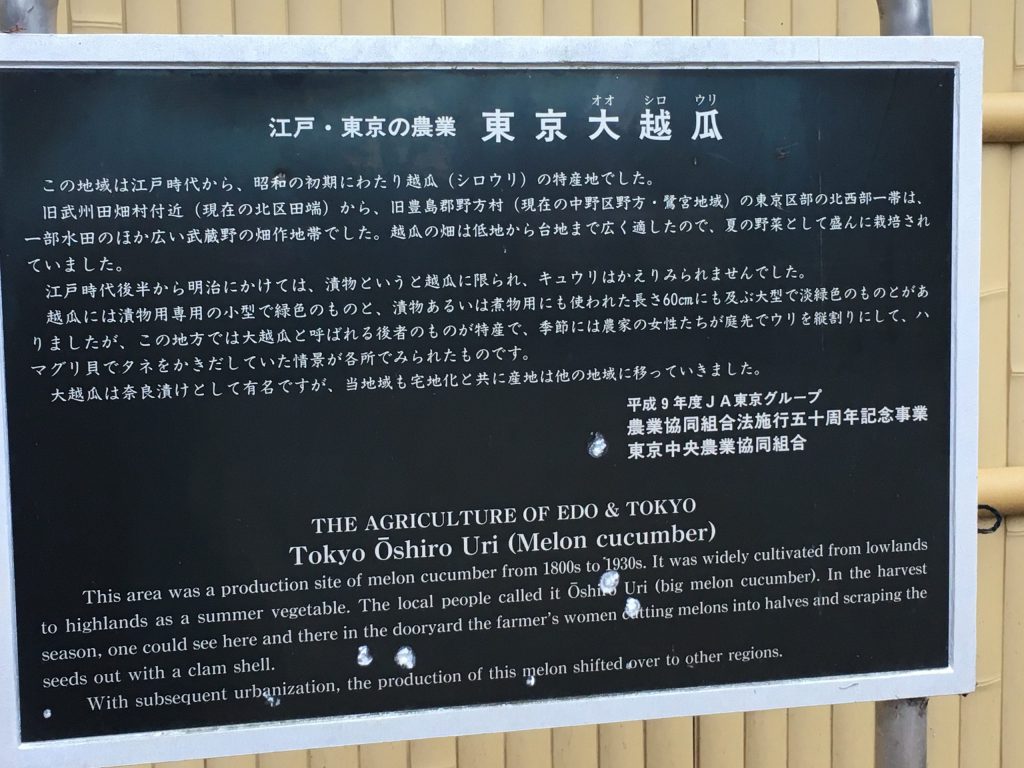 江戸・東京の農業 東京大越瓜
オオ シロ ウリ
この地域は江戸時代から、昭和の初期にわたり越瓜（シロウリ）の特産地でした。
旧武州田畑村付近（現在の北区田端）から、旧豊島郡野方村（現在の中野区野方・鷺宮地域）の東京区部の北西部一帯は、
一部水田のほか広い武蔵野の畑作地帯でした。越瓜の畑は低地から台地まで広く適したので、夏の野菜として盛んに栽培され
ていました。
江戸時代後半から明治にかけては、漬物というと越瓜に限られ、キュウリはかえりみられませんでした。
越瓜には漬物用専用の小型で緑色のものと、漬物あるいは煮物用にも使われた長さ60㎝にも及ぶ大型で淡緑色のものとがあ
りましたが、この地方では大越瓜と呼ばれる後者のものが特産で、季節には農家の女性たちが庭先でウリを縦割りにして、ハ
マグリ貝でタネをかきだしていた情景が各所でみられたものです。
大越瓜は奈良漬けとして有名ですが、当地域も宅地化と共に産地は他の地域に移っていきました。
平成９年度ＪＡ東京グループ
農業協同組合法施行五十周年記念事業
東京中央農業協同組合
THE AGRICULTURE OF EDO & TOKYO
Tokyo Ōshiro Uri (Melon cucumber)
This area was a production site of melon cucumber from 1800s to 1930s. It was widely cultivated from lowlands
to highlands as a summer vegetable. The local people called it Ōshiro Uri (big melon cucumber). In the harvest
season, one could see here and there in the dooryard the farmer's women cutting melons into halves and scraping the
seeds out with a clam shell.
With subsequent urbanization, the production of this melon shifted over to other regions.